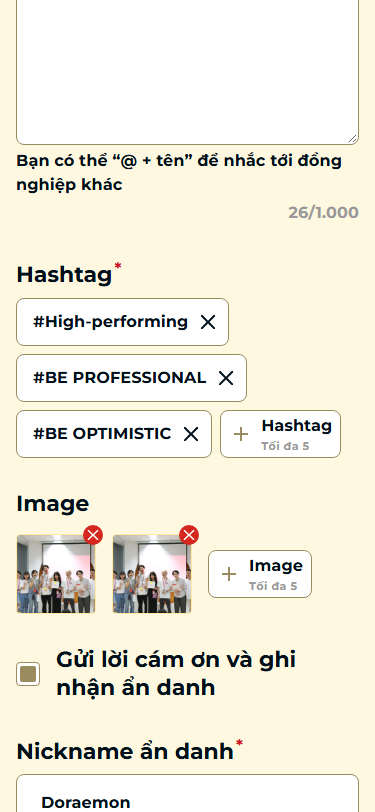 Bạn có thể “@ + tên” để nhắc tới đồng
nghiệp khác
26/1.000
Hashtag*
#High-performing
#BE PROFESSIONAL
#BE OPTIMISTIC
Hashtag
Tối đa 5
Image
Image
Tối đa 5
Gửi lời cám ơn và ghi
nhận ẩn danh
Nickname ẩn danh*
Doraemon